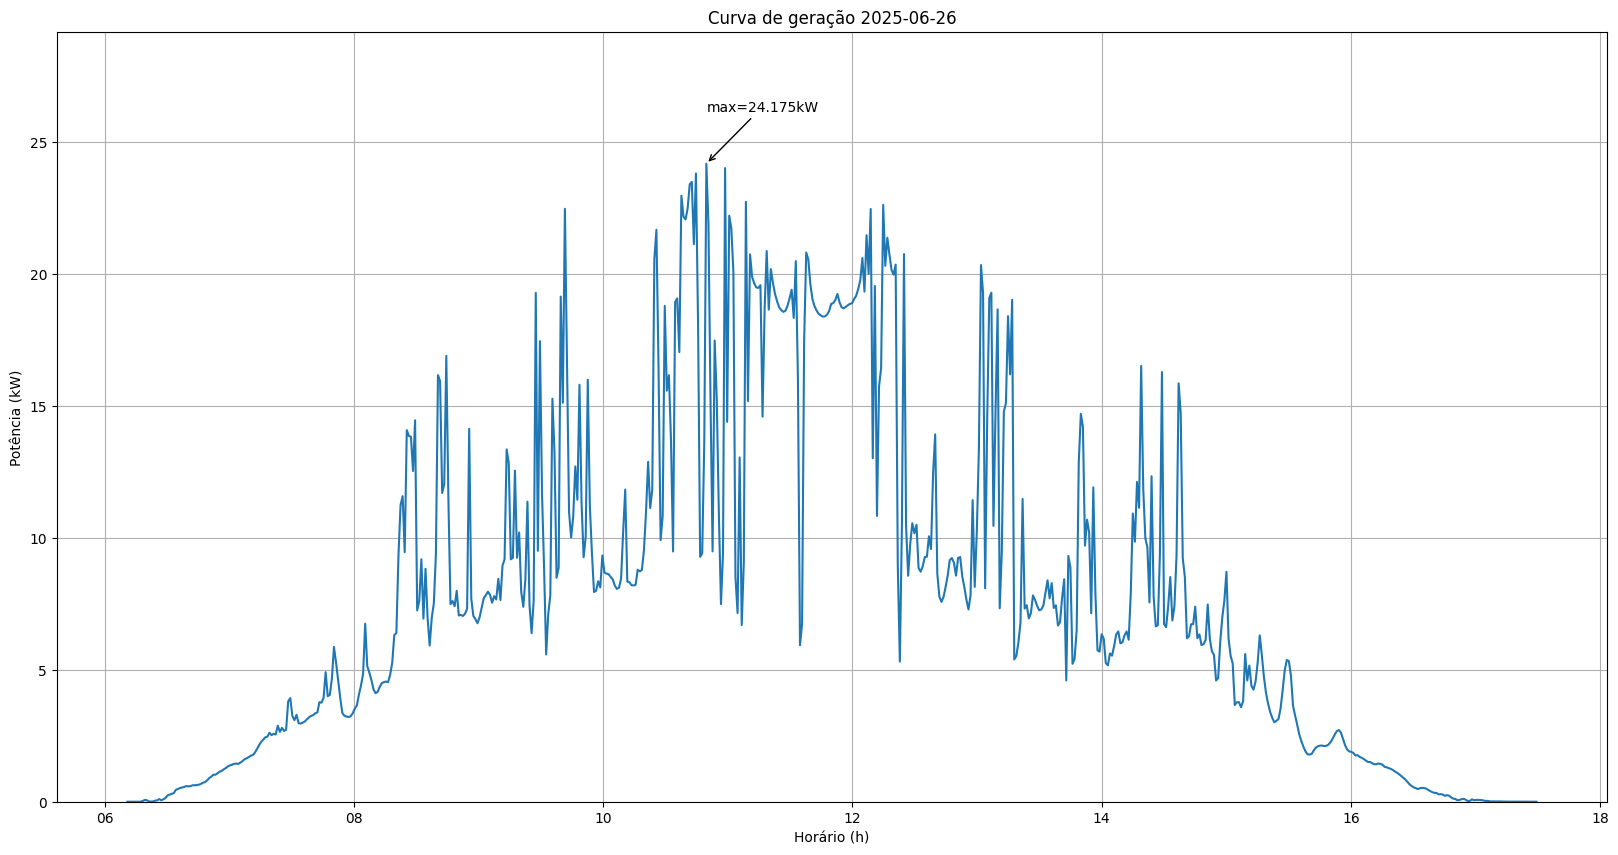 Curva de geração 2025-06-26
max=24.175kW
Potência (kW)
25
20
15
10
5
0
06 08 10 12 14 16 18
Horário (h)